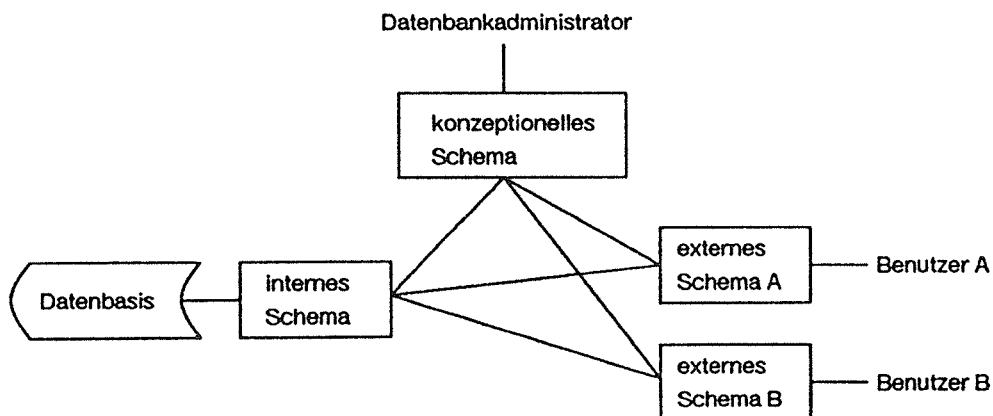 Datenbankadministrator
konzeptionelles
Schema
externes
Schema A
Benutzer A
Datenbasis
internes
Schema
externes
Schema B
Benutzer B